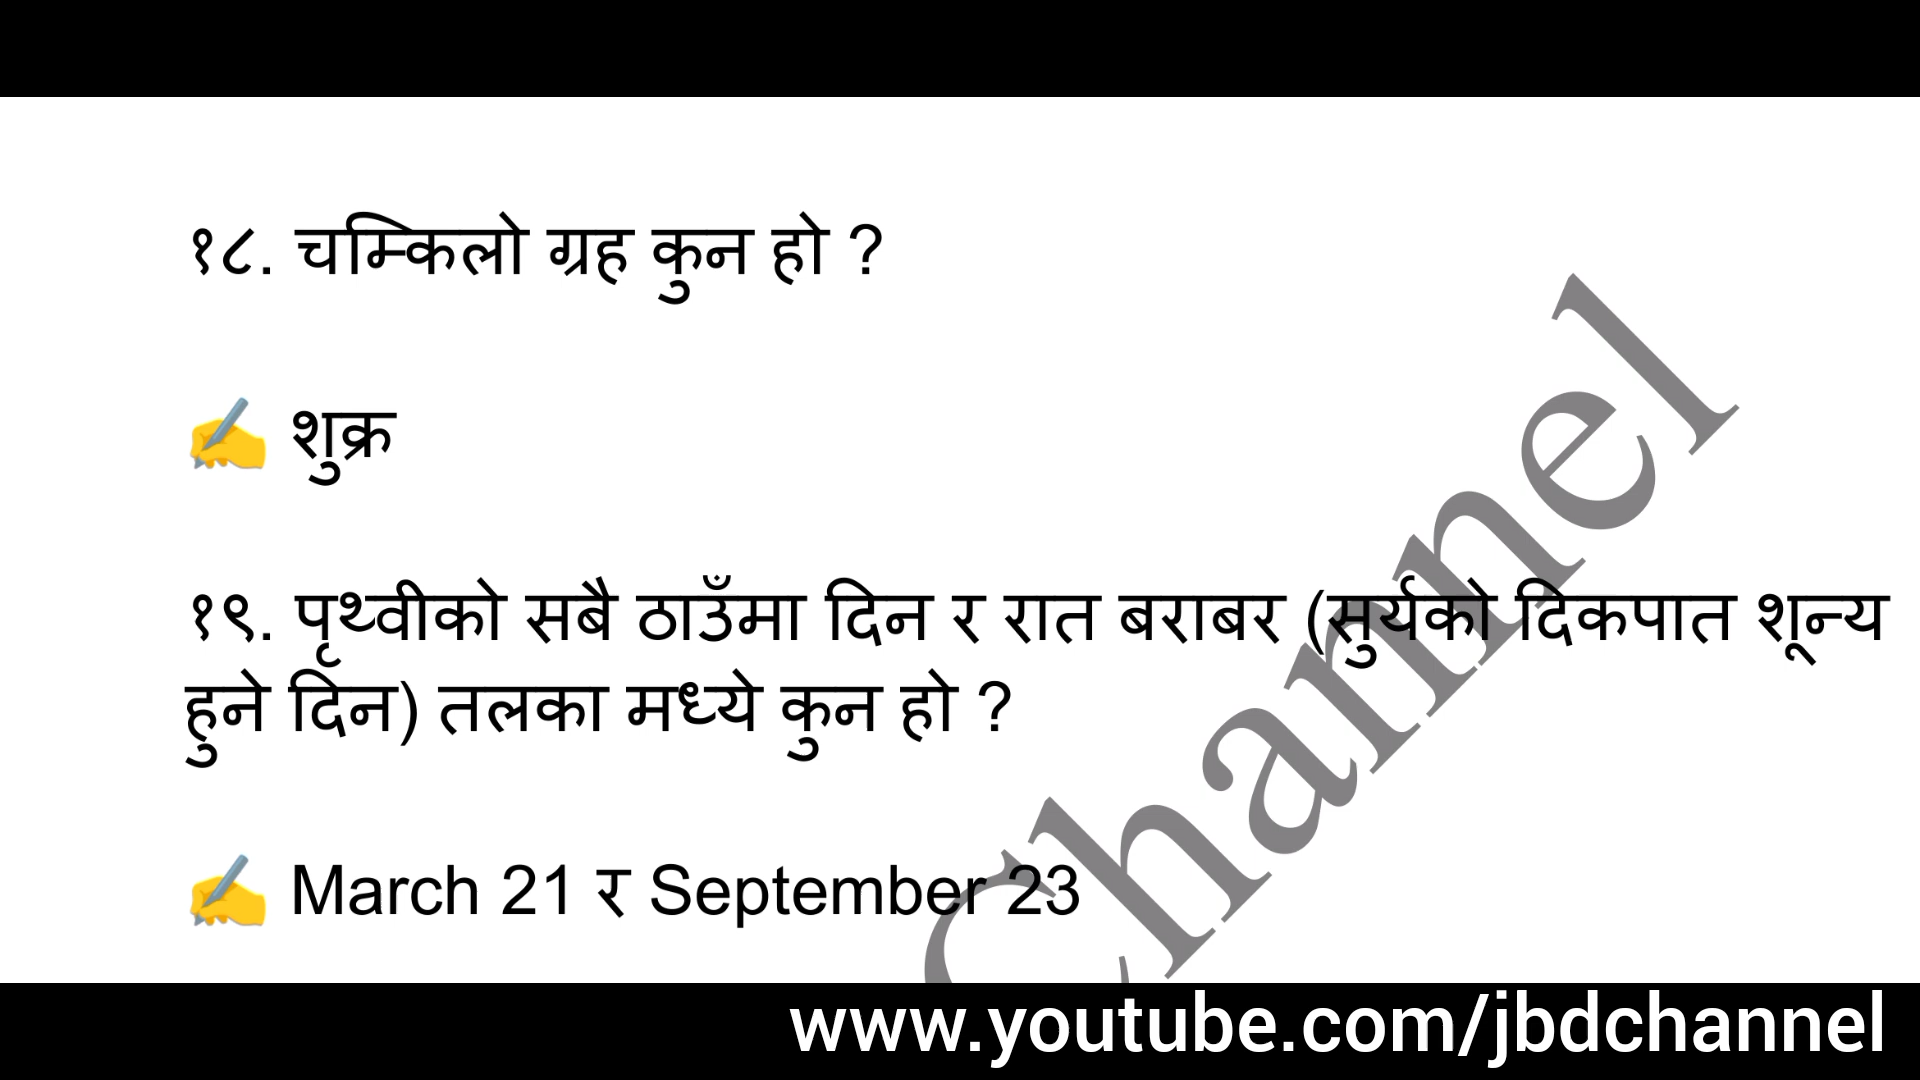 १८. चम्किलो ग्रह कुन हो ?
✍️ शुक्र
१९. पृथ्वीको सबै ठाउँमा दिन र रात बराबर (सुर्यको दिकपात शून्य
हुने दिन) तलका मध्ये कुन हो ?
✍️ March 21 र September 23
Channel
www.youtube.com/jbdchannel